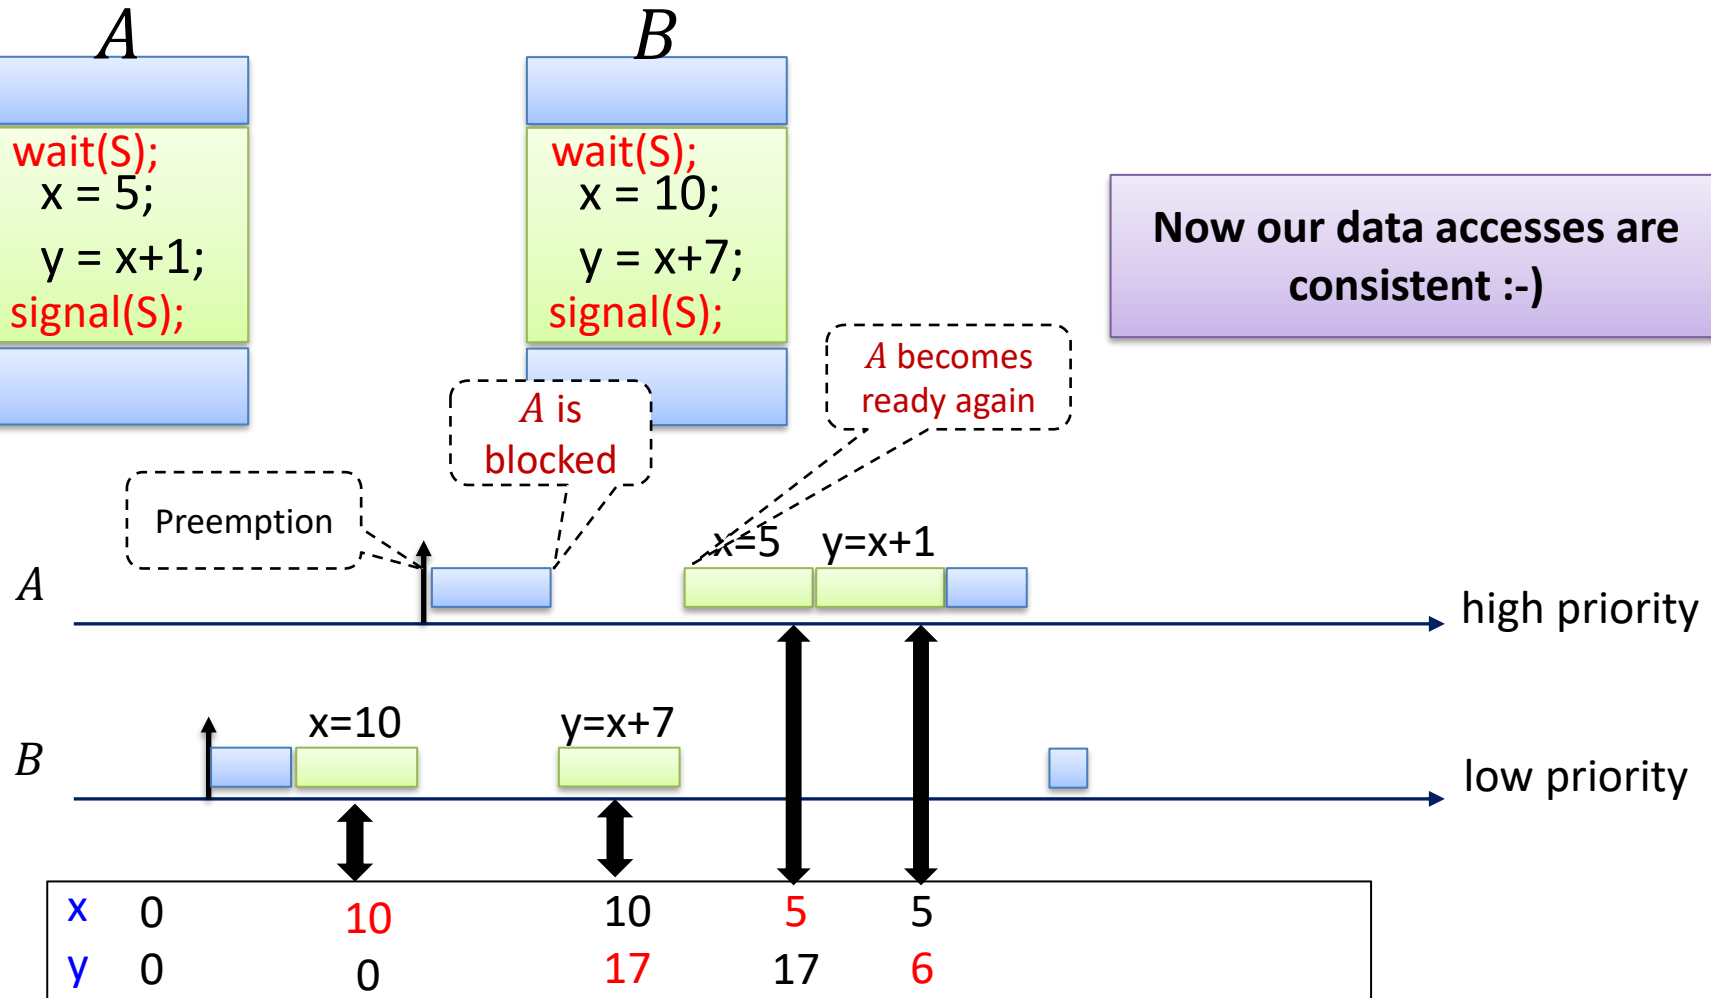 A
B
wait(S);
x = 5;
y = x+1;
signal(S);
wait(S);
x = 10;
y = x+7;
signal(S);
Now our data accesses are
consistent :-)
A becomes
ready again
A is
blocked
Preemption
x=5 y=x+1
A
high priority
x=10 y=x+7
B
low priority
x 0 10 10 5 5
y 0 0 17 17 6